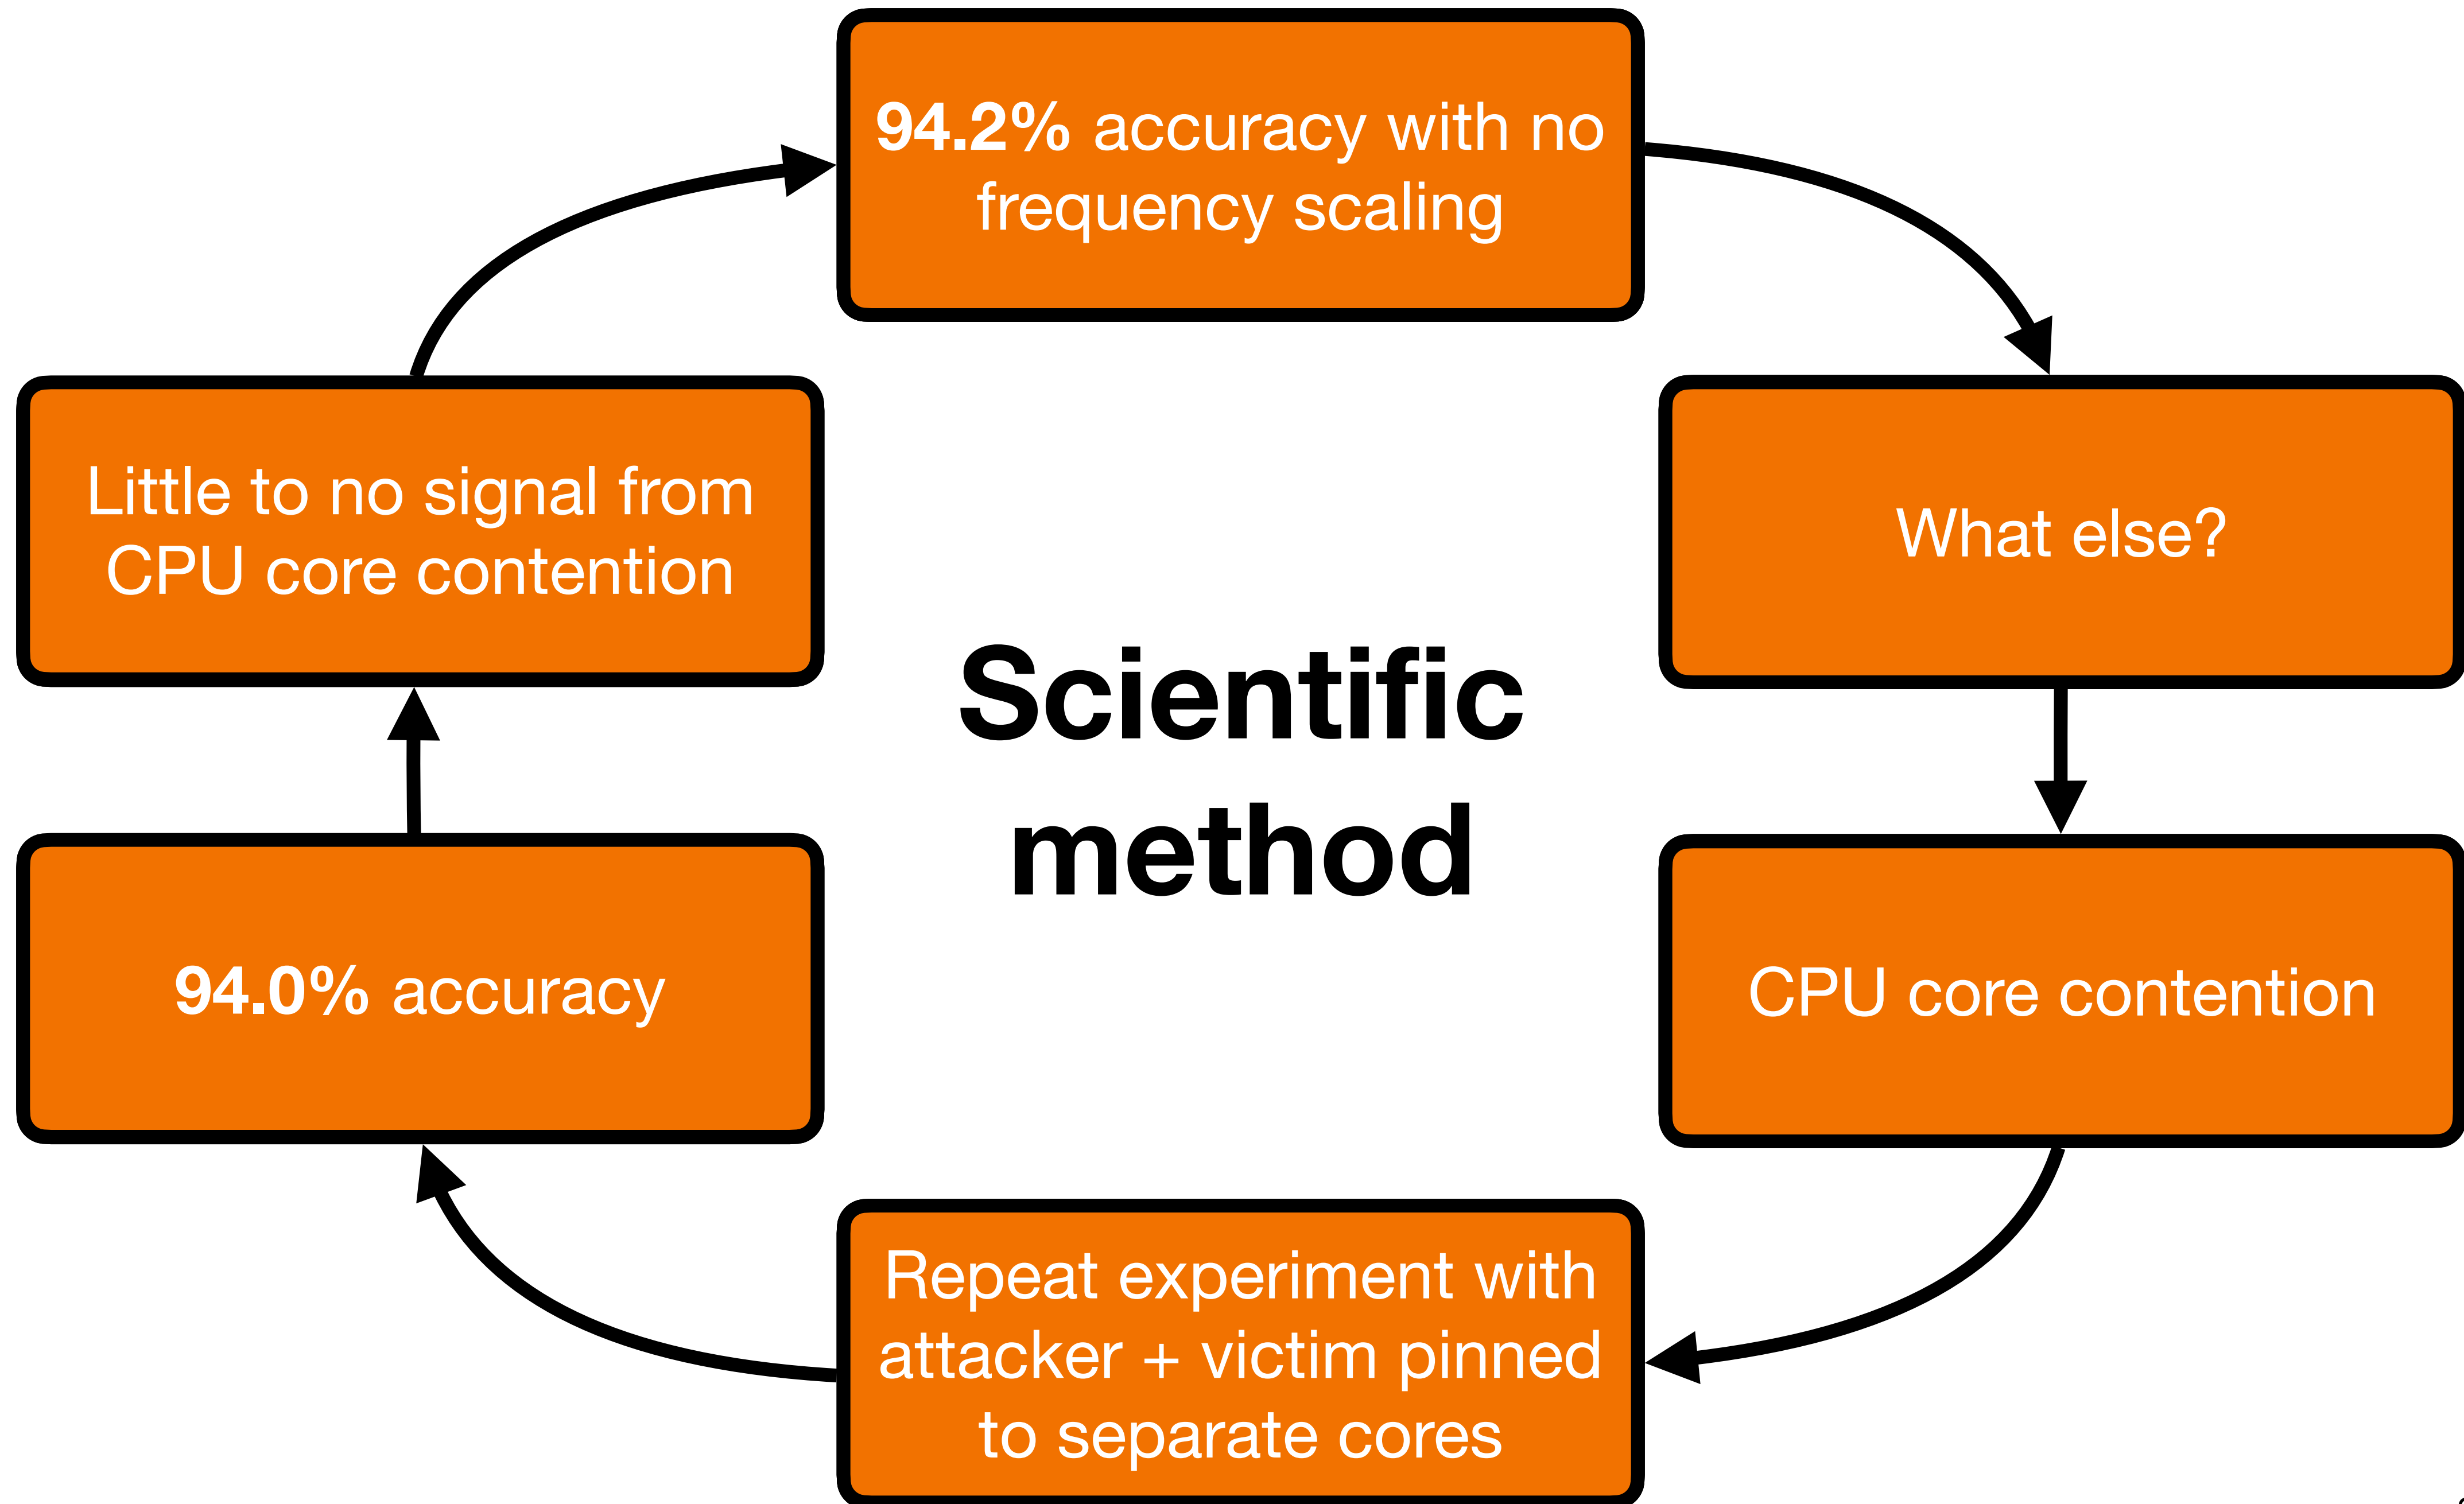 94.2% accuracy with no
frequency scaling
What else?
CPU core contention
Repeat experiment with
attacker + victim pinned
to separate cores
94.0% accuracy
Little to no signal from
CPU core contention
Scientific
method